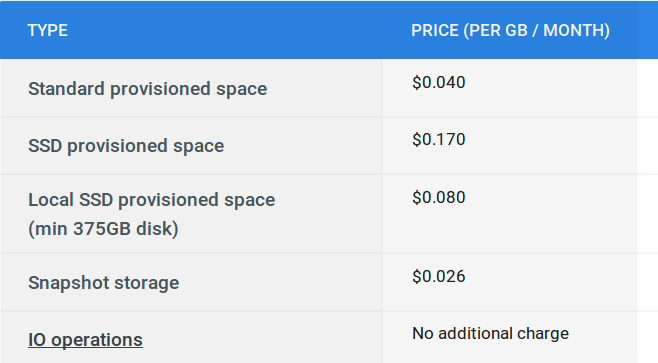 TYPE PRICE (PER GB / MONTH)
Standard provisioned space $0.040
SSD provisioned space $0.170
Local SSD provisioned space $0.080
(min 375GB disk)
Snapshot storage $0.026
IO operations No additional charge